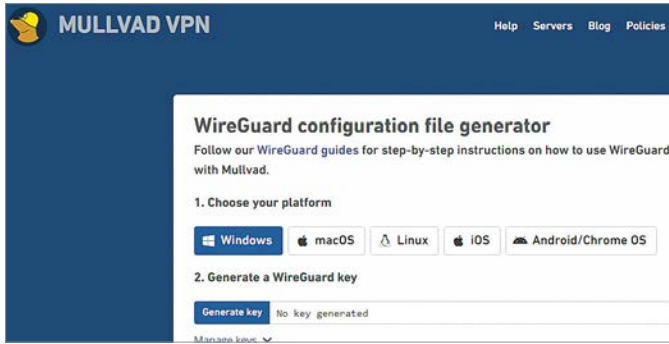 MULLVAD VPN
Help Servers Blog Policies
WireGuard configuration file generator
Follow our WireGuard guides for step-by-step instructions on how to use WireGuard
with Mullvad.
1. Choose your platform
Windows macOS Linux iOS Android/Chrome OS
2. Generate a WireGuard key
Generate key No key generated
Manage keys